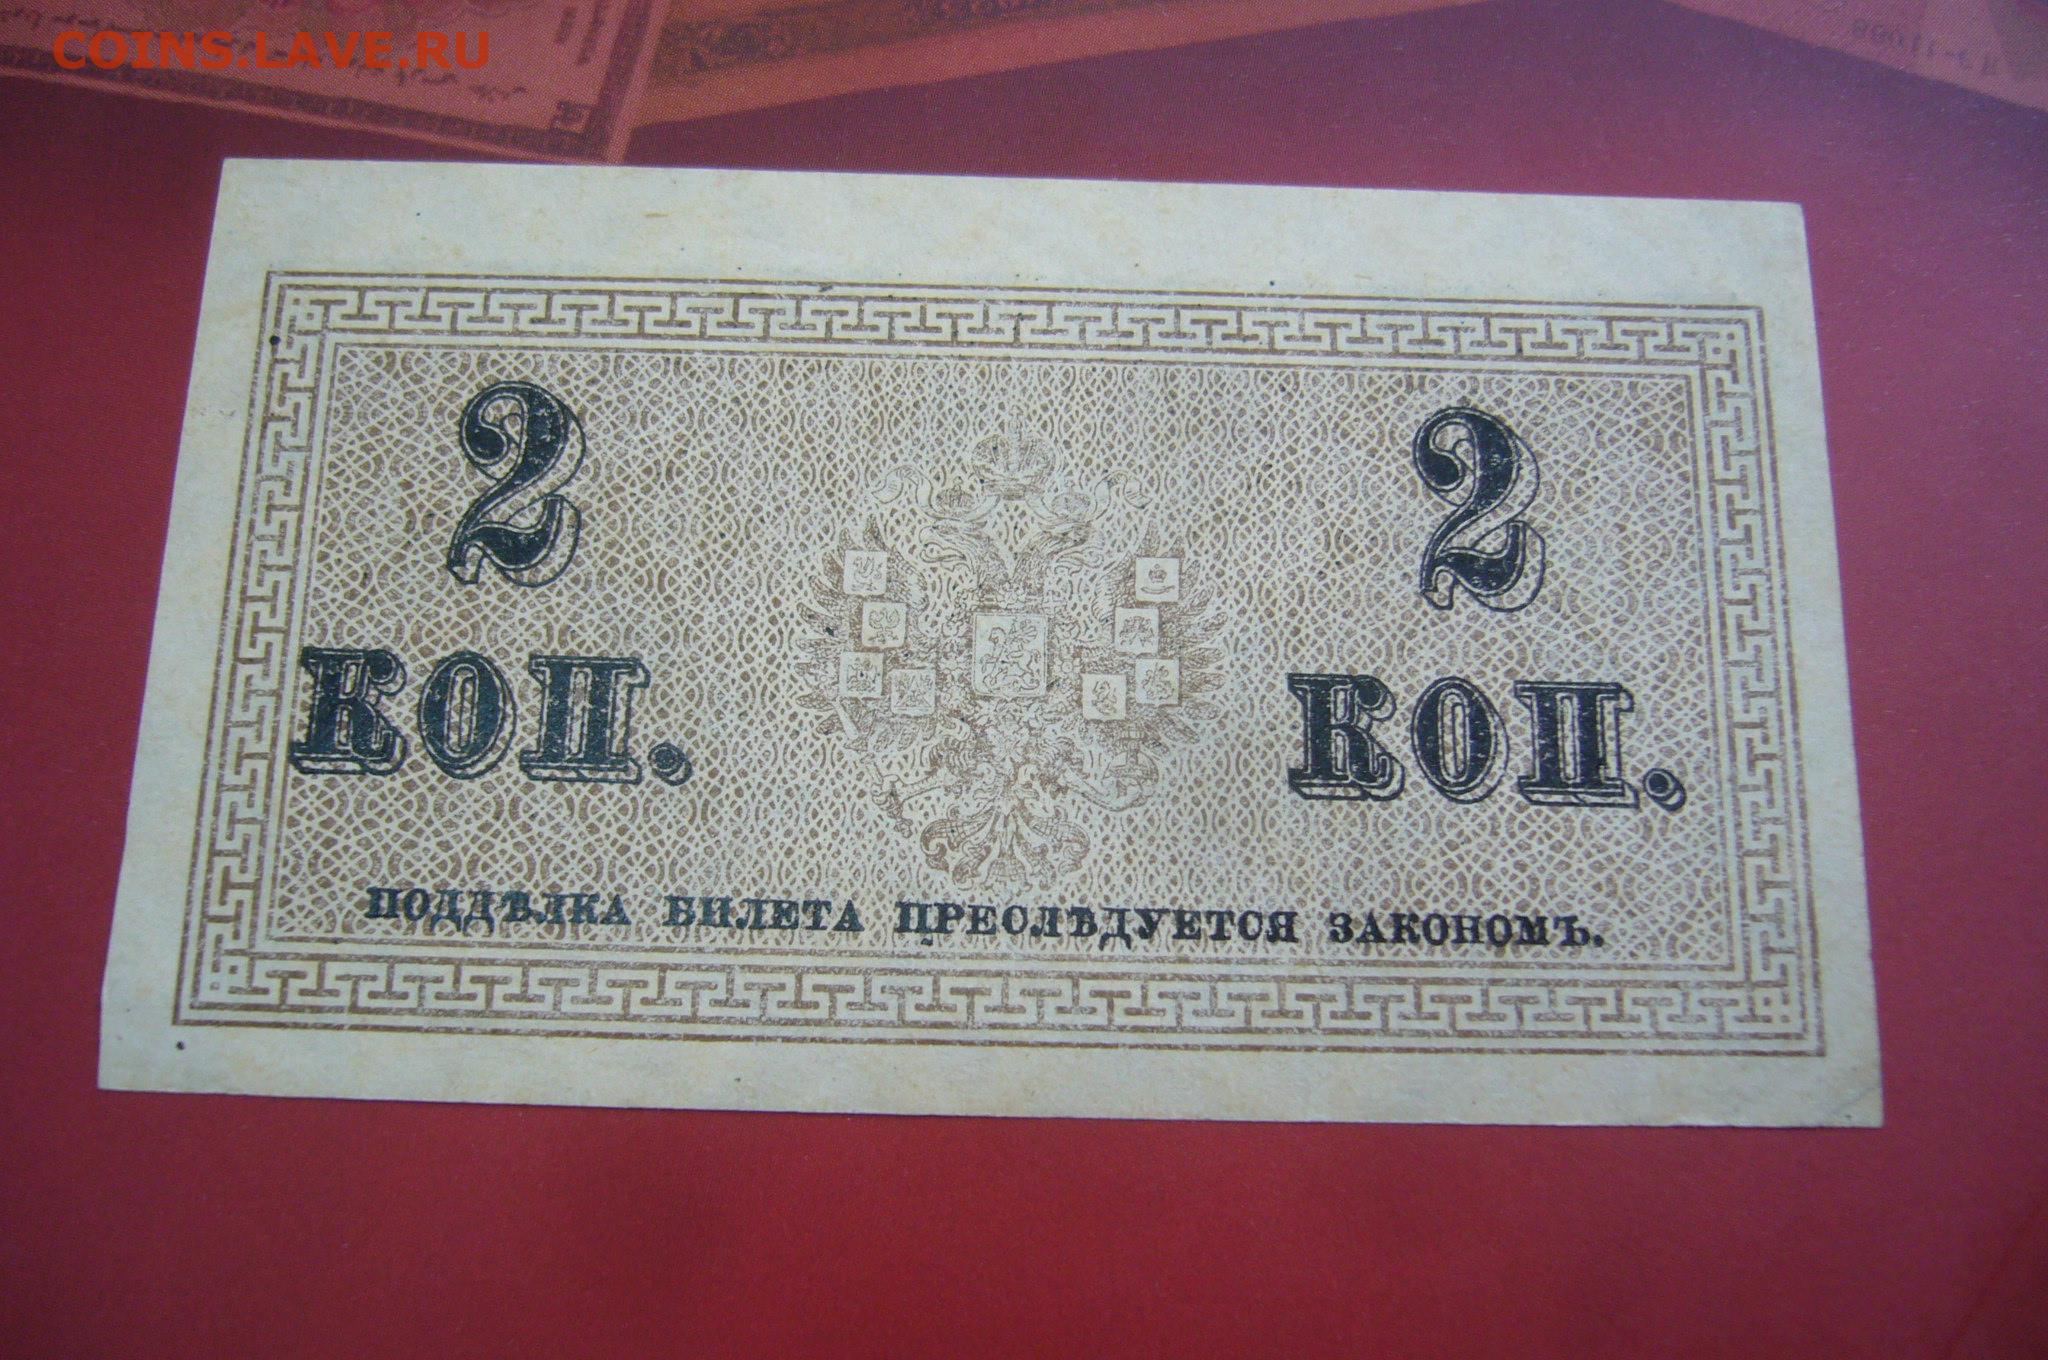 COINS.LAVE.RU
2 2
КОП. КОП.
ПОДДѢЛКА БИЛЕТА ПРЕСЛѢДУЕТСЯ ЗАКОНОМЪ.